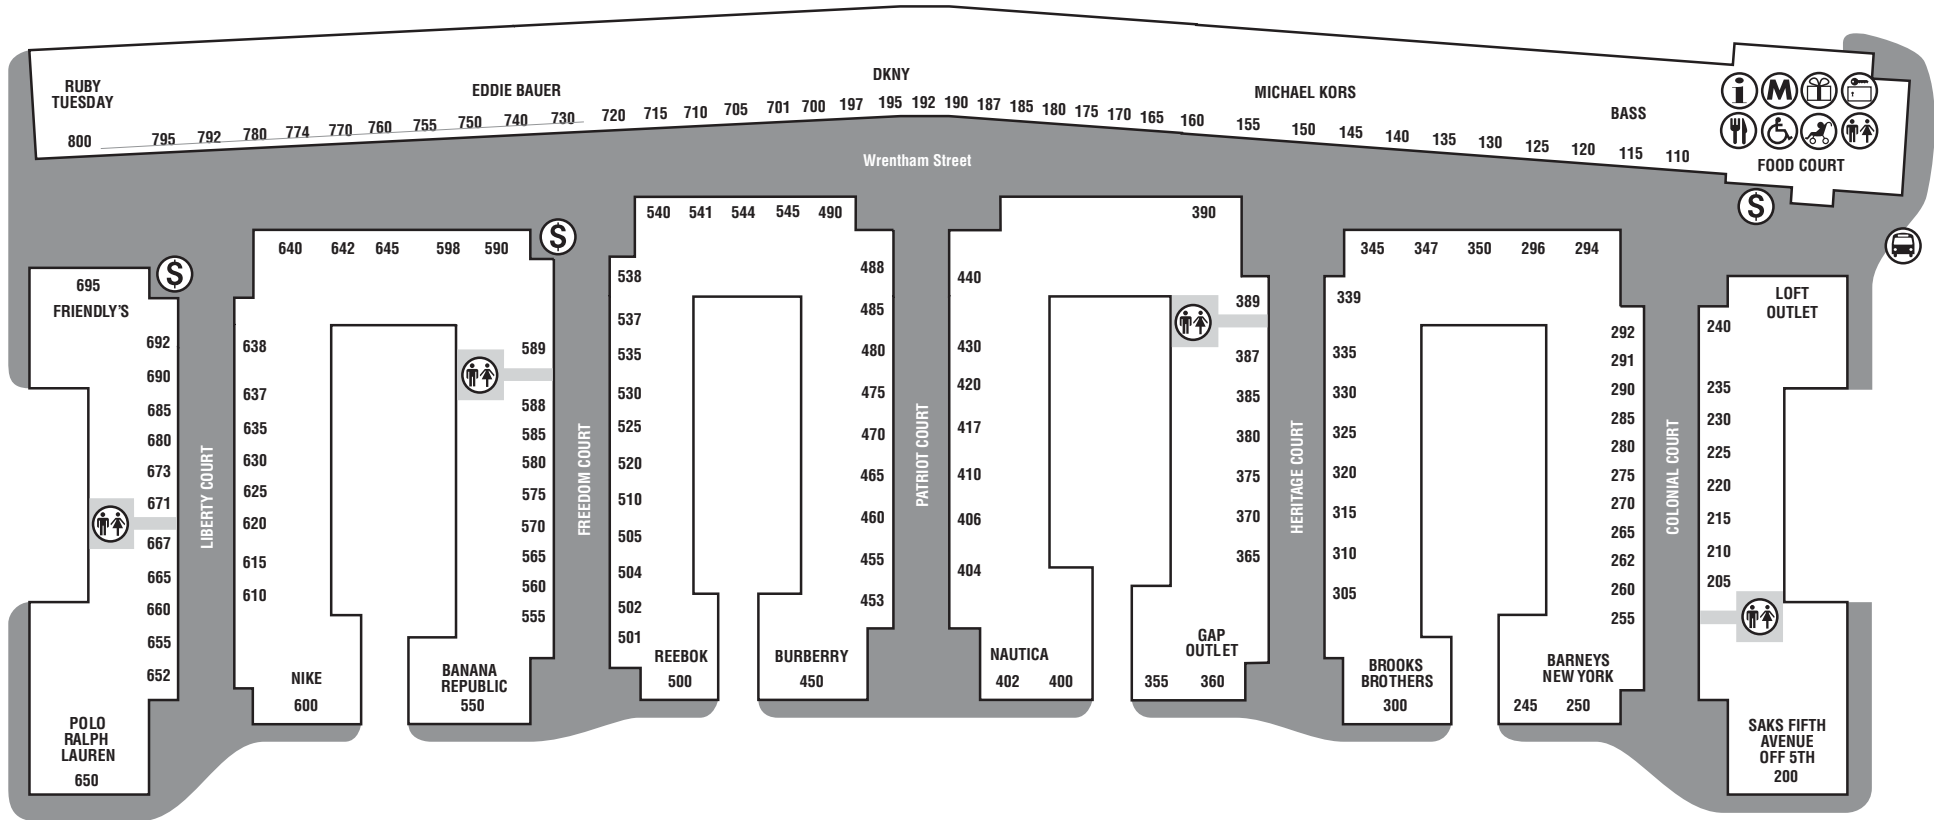 RUBY
TUESDAY
EDDIE BAUER
DKNY
MICHAEL KORS
BASS
i M
800 795 792 780 774 770 760 755 750 740 730 720 715 710 705 701 700 197 195 192 190 187 185 180 175 170 165 160 155 150 145 140 135 130 125 120 115 110
FOOD COURT
Wrentham Street
$
$
$
695
FRIENDLY'S
692
690
685
680
673
671
667
665
660
655
652
POLO
RALPH
LAUREN
650
LIBERTY COURT
640 642 645 598 590
638
637
635
630
625
620
615
610
NIKE
600
589
588
585
580
575
570
565
560
555
BANANA
REPUBLIC
550
FREEDOM COURT
540 541 544 545 490
538
537
535
530
525
520
510
505
504
502
501
REEBOK
500
488
485
480
475
470
465
460
455
453
BURBERRY
450
PATRIOT COURT
390
440
430
420
417
410
406
404
NAUTICA
402 400
389
387
385
380
375
370
365
GAP
OUTLET
355 360
HERITAGE COURT
345 347 350 296 294
339
335
330
325
320
315
310
305
BROOKS
BROTHERS
300
292
291
290
285
280
275
270
265
262
260
255
BARNEYS
NEW YORK
245 250
COLONIAL COURT
LOFT
OUTLET
240
235
230
225
220
215
210
205
SAKS FIFTH
AVENUE
OFF 5TH
200